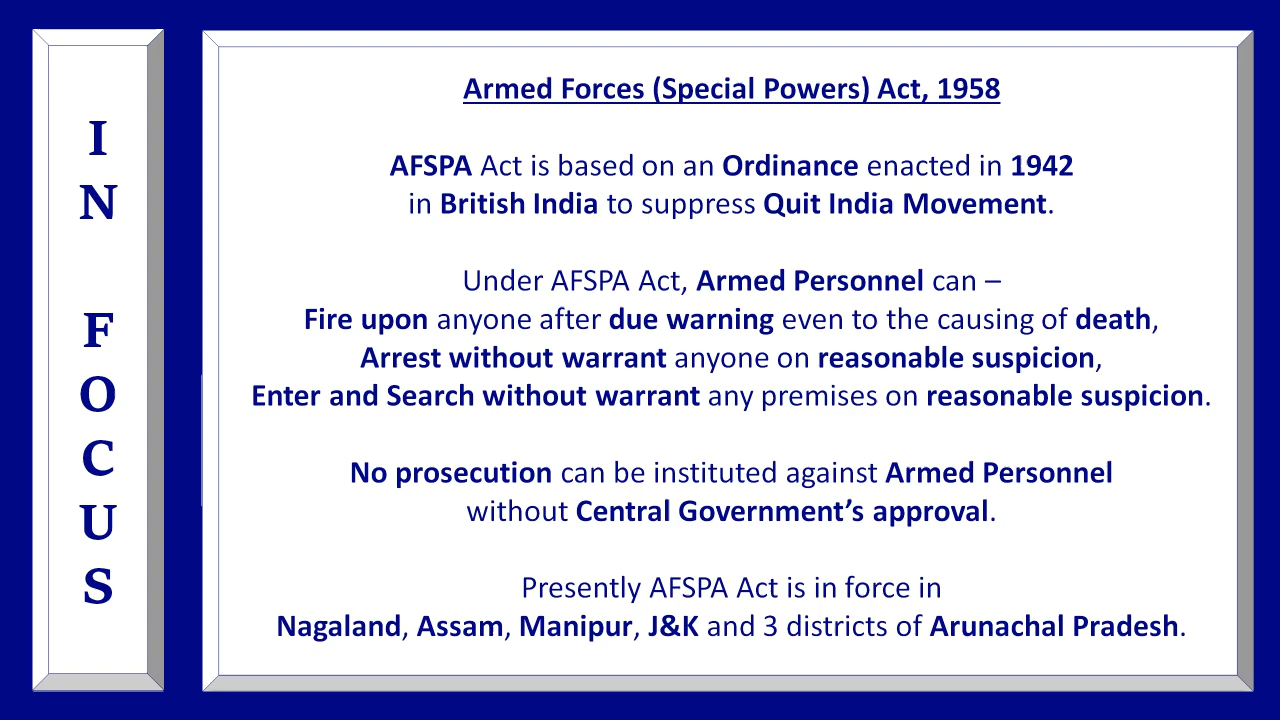 IN FOCUS
Armed Forces (Special Powers) Act, 1958
AFSPA Act is based on an Ordinance enacted in 1942
in British India to suppress Quit India Movement.
Under AFSPA Act, Armed Personnel can –
Fire upon anyone after due warning even to the causing of death,
Arrest without warrant anyone on reasonable suspicion,
Enter and Search without warrant any premises on reasonable suspicion.
No prosecution can be instituted against Armed Personnel
without Central Government’s approval.
Presently AFSPA Act is in force in
Nagaland, Assam, Manipur, J&K and 3 districts of Arunachal Pradesh.